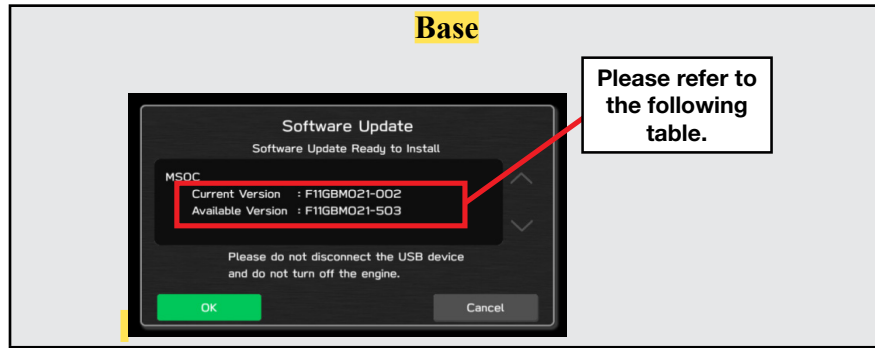 Base
Please refer to
the following
table.
Software Update
Software Update Ready to Install
MSOC
Current Version : F11GBM021-002
Available Version : F11GBM021-503
Please do not disconnect the USB device
and do not turn off the engine.
OK
Cancel